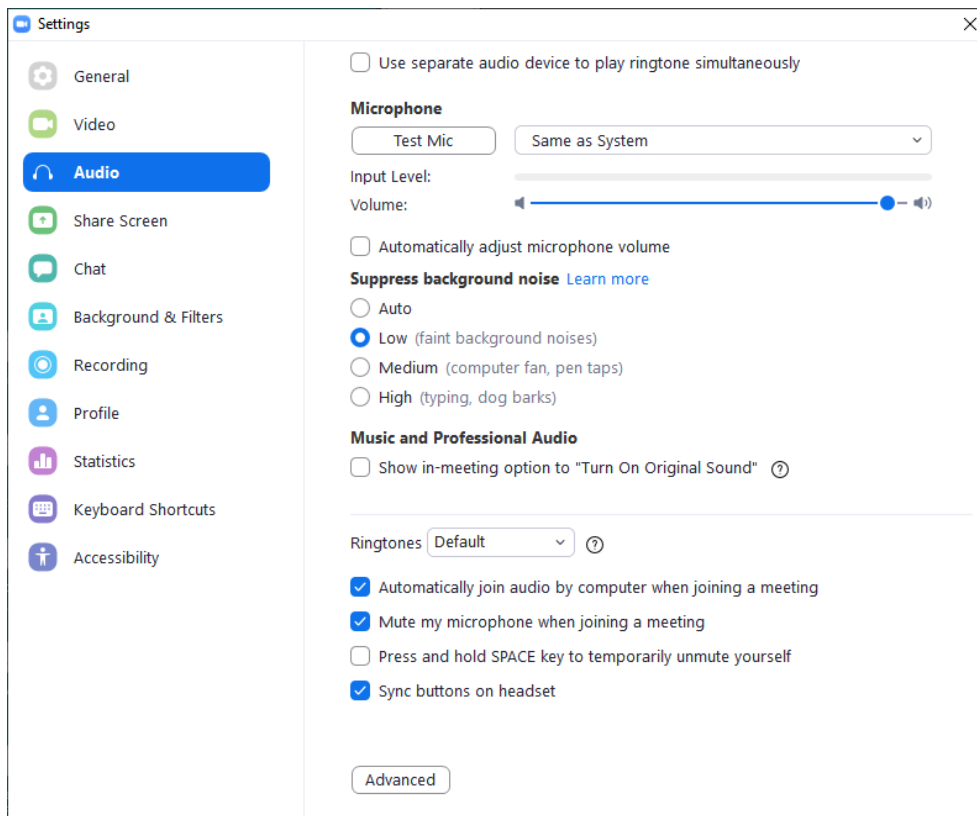 Settings
General
Video
Audio
Share Screen
Chat
Background & Filters
Recording
Profile
Statistics
Keyboard Shortcuts
Accessibility
Use separate audio device to play ringtone simultaneously
Microphone
Test Mic Same as System
Input Level:
Volume:
Automatically adjust microphone volume
Suppress background noise Learn more
Auto
Low (faint background noises)
Medium (computer fan, pen taps)
High (typing, dog barks)
Music and Professional Audio
Show in-meeting option to "Turn On Original Sound" ?
Ringtones Default ?
Automatically join audio by computer when joining a meeting
Mute my microphone when joining a meeting
Press and hold SPACE key to temporarily unmute yourself
Sync buttons on headset
Advanced